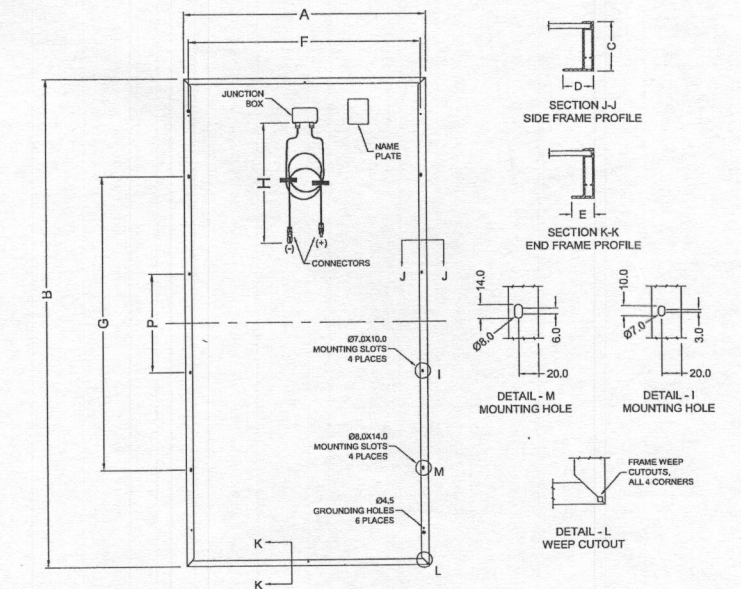 A
F
JUNCTION
BOX
NAME
PLATE
H
(-)
(+)
CONNECTORS
B
G
P
J
J
Ø7.0X10.0
MOUNTING SLOTS
4 PLACES
I
Ø8.0X14.0
MOUNTING SLOTS
4 PLACES
M
Ø4.5
GROUNDING HOLES
6 PLACES
K
K
L
C
D
SECTION J-J
SIDE FRAME PROFILE
E
SECTION K-K
END FRAME PROFILE
14.0
Ø8.0
6.0
20.0
DETAIL - M
MOUNTING HOLE
10.0
Ø7.0
3.0
20.0
DETAIL - I
MOUNTING HOLE
FRAME WEEP
CUTOUTS,
ALL 4 CORNERS
DETAIL - L
WEEP CUTOUT